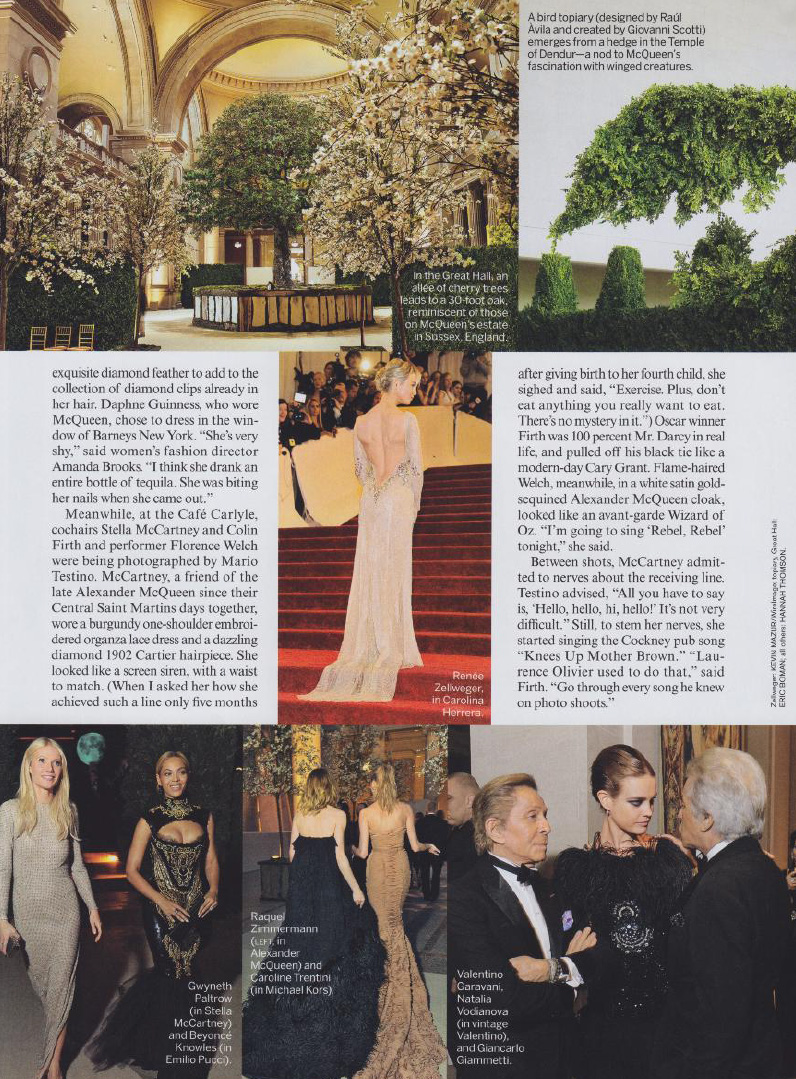 A bird topiary (designed by Raúl
Àvila and created by Giovanni Scotti)
emerges from a hedge in the Temple
of Dendur—a nod to McQueen's
fascination with winged creatures.
In the Great Hall, an
allée of cherry trees
leads to a 30-foot oak,
reminiscent of those
on McQueen's estate
in Sussex, England.
exquisite diamond feather to add to the
collection of diamond clips already in
her hair. Daphne Guinness, who wore
McQueen, chose to dress in the win-
dow of Barneys New York. “She's very
shy,” said women's fashion director
Amanda Brooks. “I think she drank an
entire bottle of tequila. She was biting
her nails when she came out.”
Meanwhile, at the Café Carlyle,
cochairs Stella McCartney and Colin
Firth and performer Florence Welch
were being photographed by Mario
Testino. McCartney, a friend of the
late Alexander McQueen since their
Central Saint Martins days together,
wore a burgundy one-shoulder embroi-
dered organza lace dress and a dazzling
diamond 1902 Cartier hairpiece. She
looked like a screen siren, with a waist
to match. (When I asked her how she
achieved such a line only five months
Renée
Zellweger,
in Carolina
Herrera.
after giving birth to her fourth child, she
sighed and said, “Exercise. Plus, don't
eat anything you really want to eat.
There's no mystery in it.”) Oscar winner
Firth was 100 percent Mr. Darcy in real
life, and pulled off his black tie like a
modern-day Cary Grant. Flame-haired
Welch, meanwhile, in a white satin gold-
sequined Alexander McQueen cloak,
looked like an avant-garde Wizard of
Oz. “I'm going to sing ‘Rebel, Rebel’
tonight,” she said.
Between shots, McCartney admit-
ted to nerves about the receiving line.
Testino advised, “All you have to say
is, ‘Hello, hello, hi, hello!’ It's not very
difficult.” Still, to stem her nerves, she
started singing the Cockney pub song
“Knees Up Mother Brown.” “Lau-
rence Olivier used to do that,” said
Firth. “Go through every song he knew
on photo shoots.”
Zellweger: KEVIN MAZUR/WireImage; topiary, Great Hall:
ERIC BOMAN; all others: HANNAH THOMSON.
Gwyneth
Paltrow
(in Stella
McCartney)
and Beyoncé
Knowles (in
Emilio Pucci).
Raquel
Zimmermann
(LEFT, in
Alexander
McQueen) and
Caroline Trentini
(in Michael Kors).
Valentino
Garavani,
Natalia
Vodianova
(in vintage
Valentino),
and Giancarlo
Giammetti.